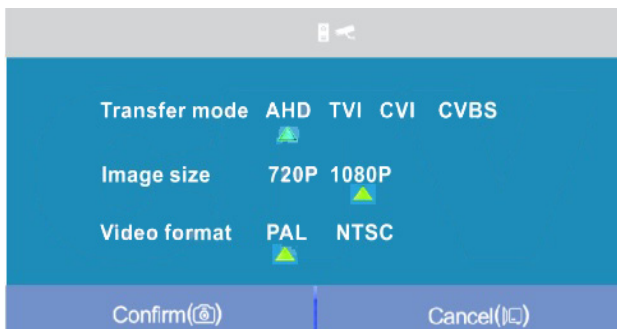 Transfer mode AHD TVI CVI CVBS
Image size 720P 1080P
Video format PAL NTSC
Confirm() Cancel()